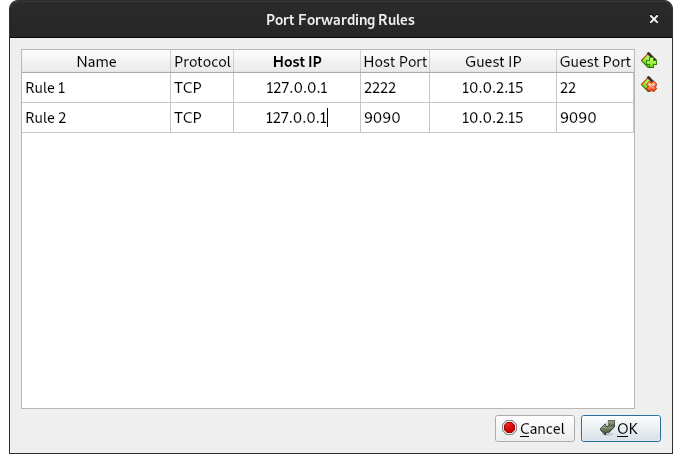 Port Forwarding Rules
Name Protocol Host IP Host Port Guest IP Guest Port
Rule 1 TCP 127.0.0.1 2222 10.0.2.15 22
Rule 2 TCP 127.0.0.1 9090 10.0.2.15 9090
Cancel OK